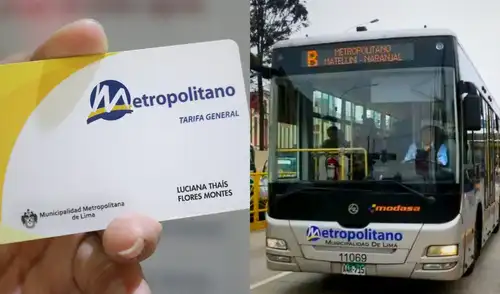 Metropolitano
TARIFA GENERAL
Municipalidad Metropolitana
de Lima
LUCIANA THAÍS
FLORES MONTES
B METROPOLITANO
MATELLINI - NARANJAL
modasa
Metropolitano
MUNICIPALIDAD DE LIMA
11069